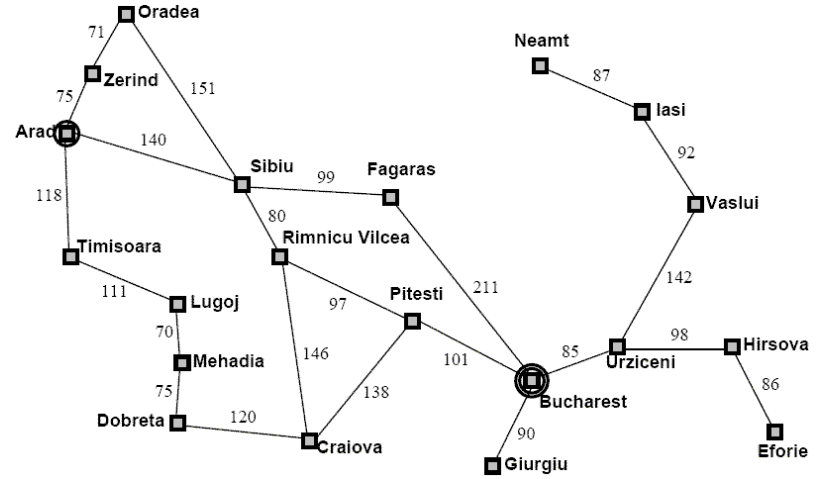 Oradea
71
Neamt
87
Zerind
151
75
Iasi
Arad
140
92
Sibiu
99
Fagaras
118
80
Vaslui
Rimnicu Vilcea
Timisoara
142
111
211
Lugoj
97
Pitesti
70
98
Hirsova
146
85
Urziceni
Mehadia
101
86
75
138
Bucharest
120
Dobreta
90
Craiova
Eforie
Giurgiu